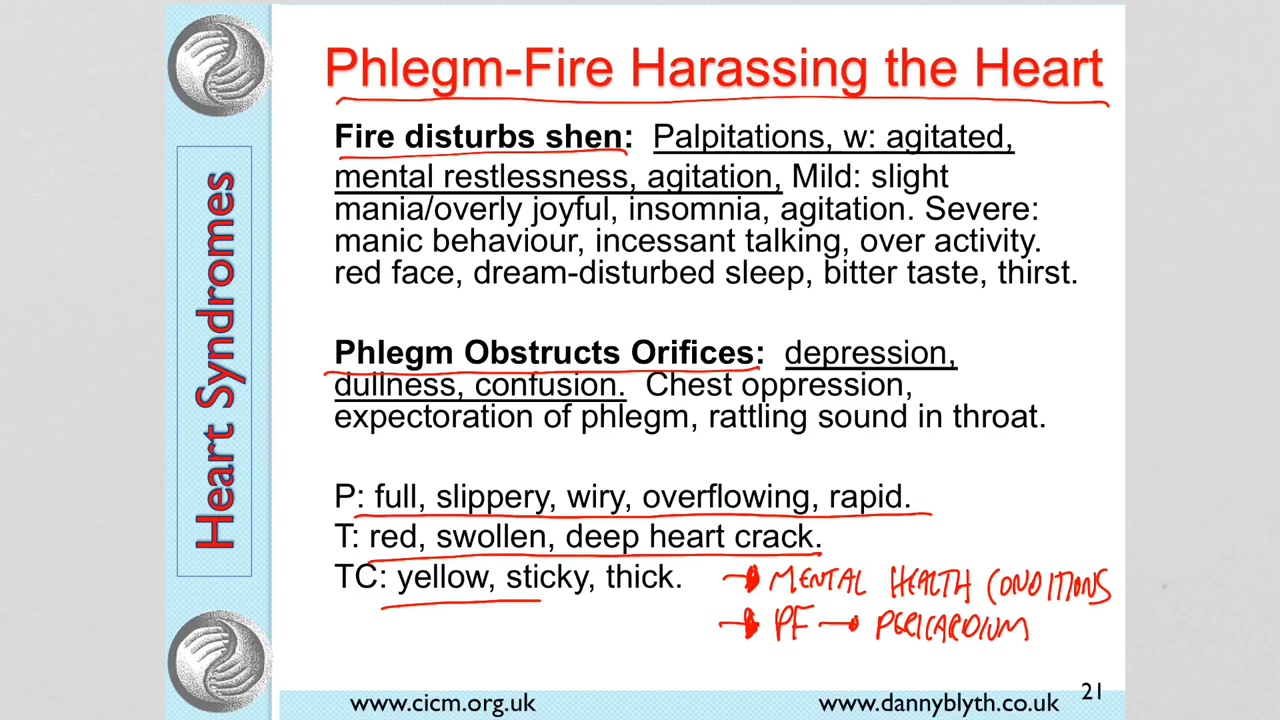 Heart Syndromes
Phlegm-Fire Harassing the Heart
Fire disturbs shen: Palpitations, w: agitated,
mental restlessness, agitation, Mild: slight
mania/overly joyful, insomnia, agitation. Severe:
manic behaviour, incessant talking, over activity.
red face, dream-disturbed sleep, bitter taste, thirst.
Phlegm Obstructs Orifices: depression,
dullness, confusion. Chest oppression,
expectoration of phlegm, rattling sound in throat.
P: full, slippery, wiry, overflowing, rapid.
T: red, swollen, deep heart crack.
TC: yellow, sticky, thick.
→ MENTAL HEALTH CONDITIONS
→ PF → PERICARDIUM
www.cicm.org.uk
www.dannyblyth.co.uk
21